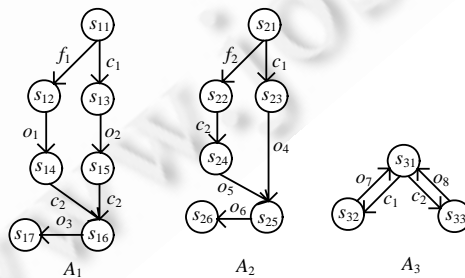 s11 s21
f1 c1 f2 c1
s12 s13 s22 s23
o1 o2 c2 o4
s14 s15 s24 s31
c2 c2 o5 o7 c1 c2 o8
s17 o3 s16 s26 o6 s25 s32 s33
A1 A2 A3